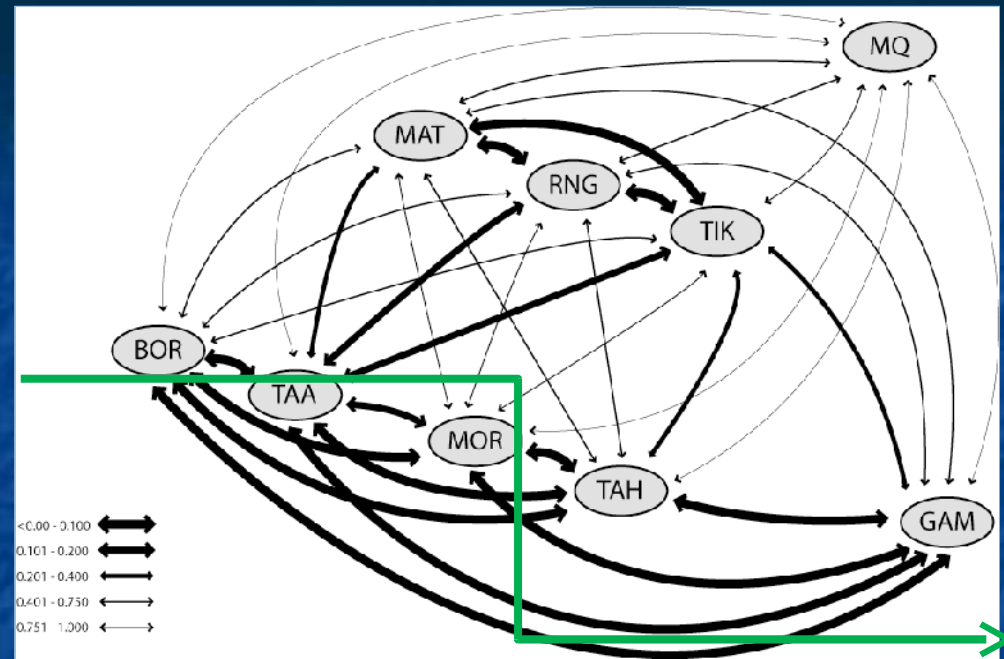 MQ
MAT
RNG
TIK
BOR
TAA
MOR
TAH
GAM
<0.00 - 0.100
0.101 - 0.200
0.201 - 0.400
0.401 - 0.750
0.751 - 1.000